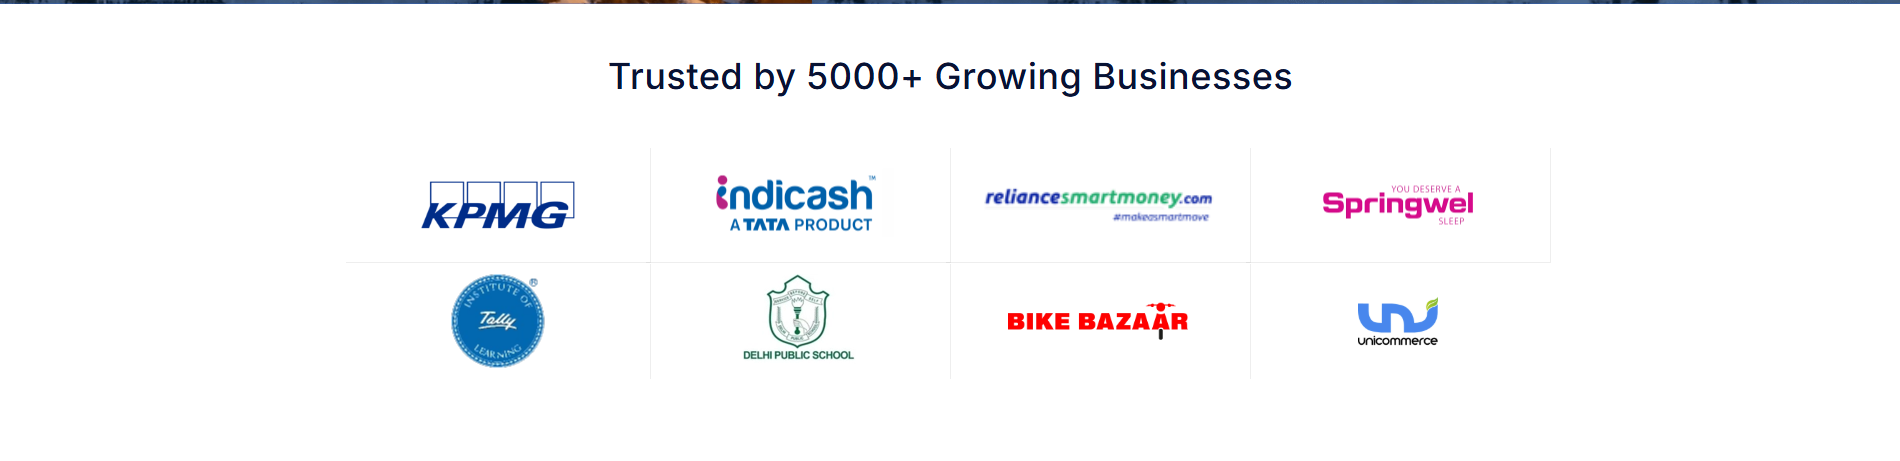 Trusted by 5000+ Growing Businesses
KPMG
indicash™
A TATA PRODUCT
reliancesmartmoney.com
#makeasmartmove
YOU DESERVE A
Springwel
SLEEP
INSTITUTE OF ®
Tally
LEARNING
DELHI PUBLIC SCHOOL
BIKE BAZAAR
uni
unicommerce